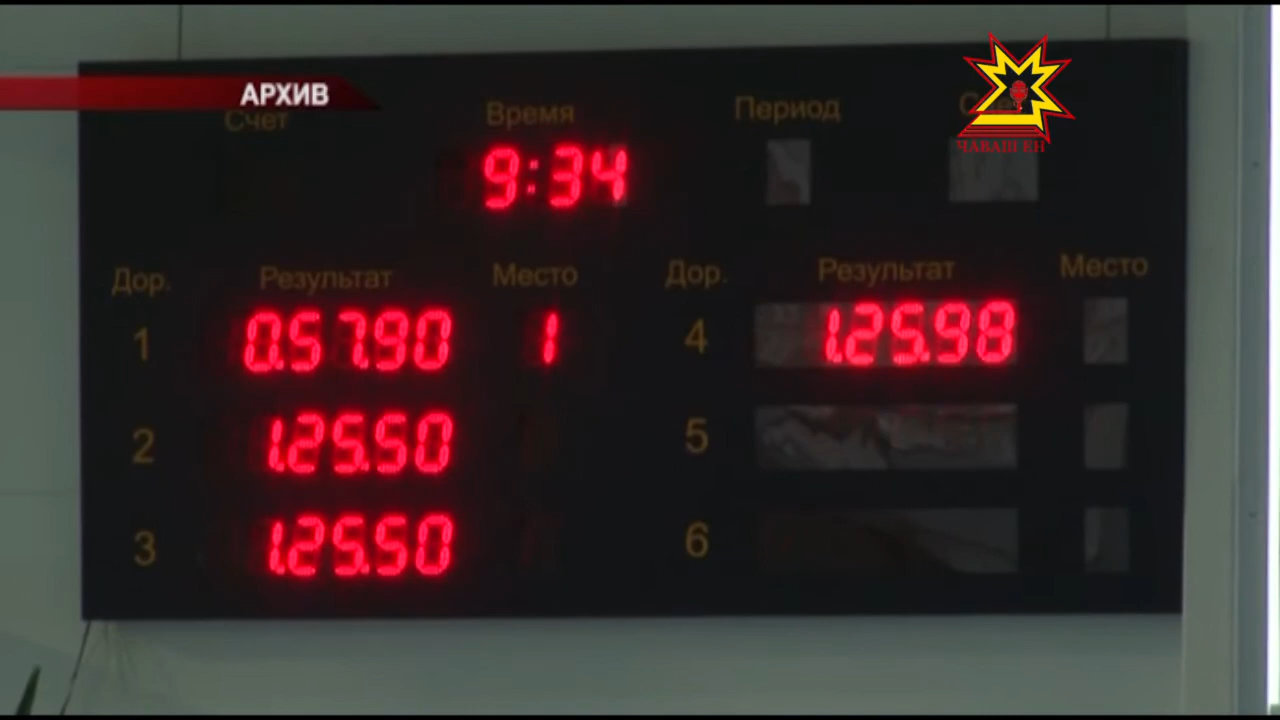 АРХИВ
Счет Время Период
9:34
ЧĂВАШ ЕН
Дор. Результат Место Дор. Результат Место
1 0.57.90 1 4 1.25.98
2 1.25.50 5
3 1.25.50 6